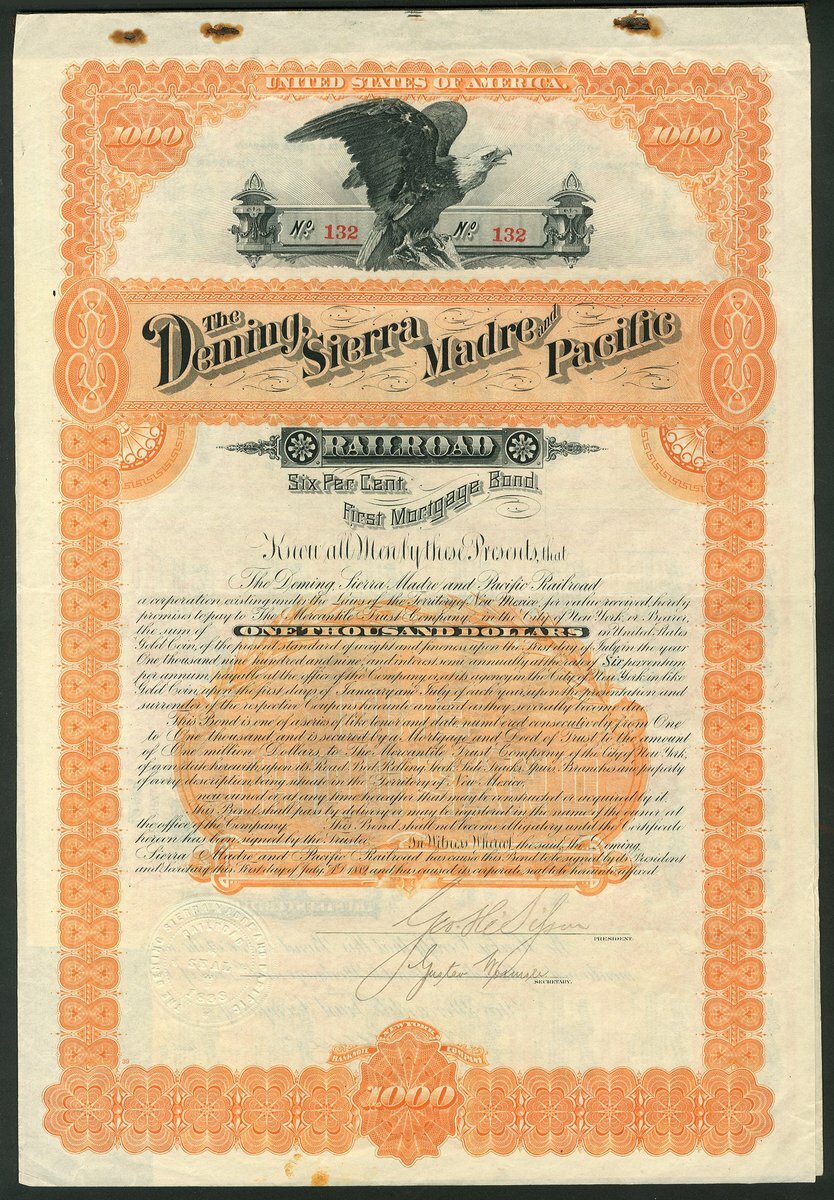 UNITED STATES OF AMERICA.
1000 1000
No 132 No 132
The Deming, Sierra Madre and Pacific
RAILROAD
Six Per Cent
First Mortgage Bond.
Know all Men by these Presents, that
The Deming Sierra Madre and Pacific Railroad
a corporation existing under the Laws of the Territory of New Mexico, for value received hereby
promises to pay to The Mercantile Trust Company in the City of New York, or Bearer,
the sum of ONE THOUSAND DOLLARS in United States
Gold Coin, of the present standard of weight and fineness, upon the first day of July in the year
One thousand nine hundred and nine, and interest semi-annually at the rate of Six per centum
per annum, payable at the office of the Company or at its agency in the City of New York in like
Gold Coin, upon the first days of January and July of each year, upon the presentation and
surrender of the respective Coupons hereunto annexed as they severally become due.
This Bond is one of a series of like tenor and date numbered consecutively from One
to One thousand and is secured by a Mortgage and Deed of Trust, to the amount
of One million Dollars, to The Mercantile Trust Company of the City of New York,
of even date herewith, upon its Road, Bed, Rolling Stock, Side Tracks, Spurs, Branches and property
of every description, being situate in the Territory of New Mexico,
now owned or at any time hereafter that may be constructed or acquired by it.
This Bond shall pass by delivery or may be registered in the name of the owner at
the office of the Company. This Bond shall not become obligatory until the Certificate
hereon has been signed by the Trustee. In Witness Whereof, the said, The Deming
Sierra Madre and Pacific Railroad has caused this Bond to be signed by its President
and Secretary this First day of July, A.D. 1889 and has caused its corporate seal to be hereunto affixed
PRESIDENT.
SECRETARY.
NEW YORK
BANK NOTE COMPANY
1000